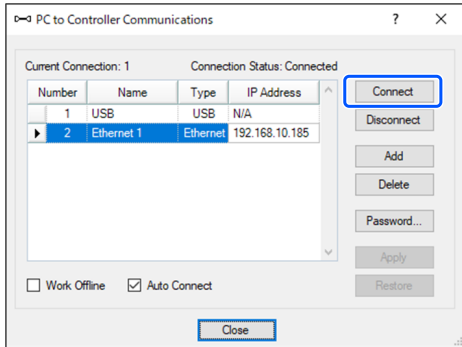 PC to Controller Communications ? ×
Current Connection: 1 Connection Status: Connected
Number Name Type IP Address
1 USB USB N/A
2 Ethernet 1 Ethernet 192.168.10.185
Connect
Disconnect
Add
Delete
Password...
Apply
Restore
Work Offline Auto Connect
Close